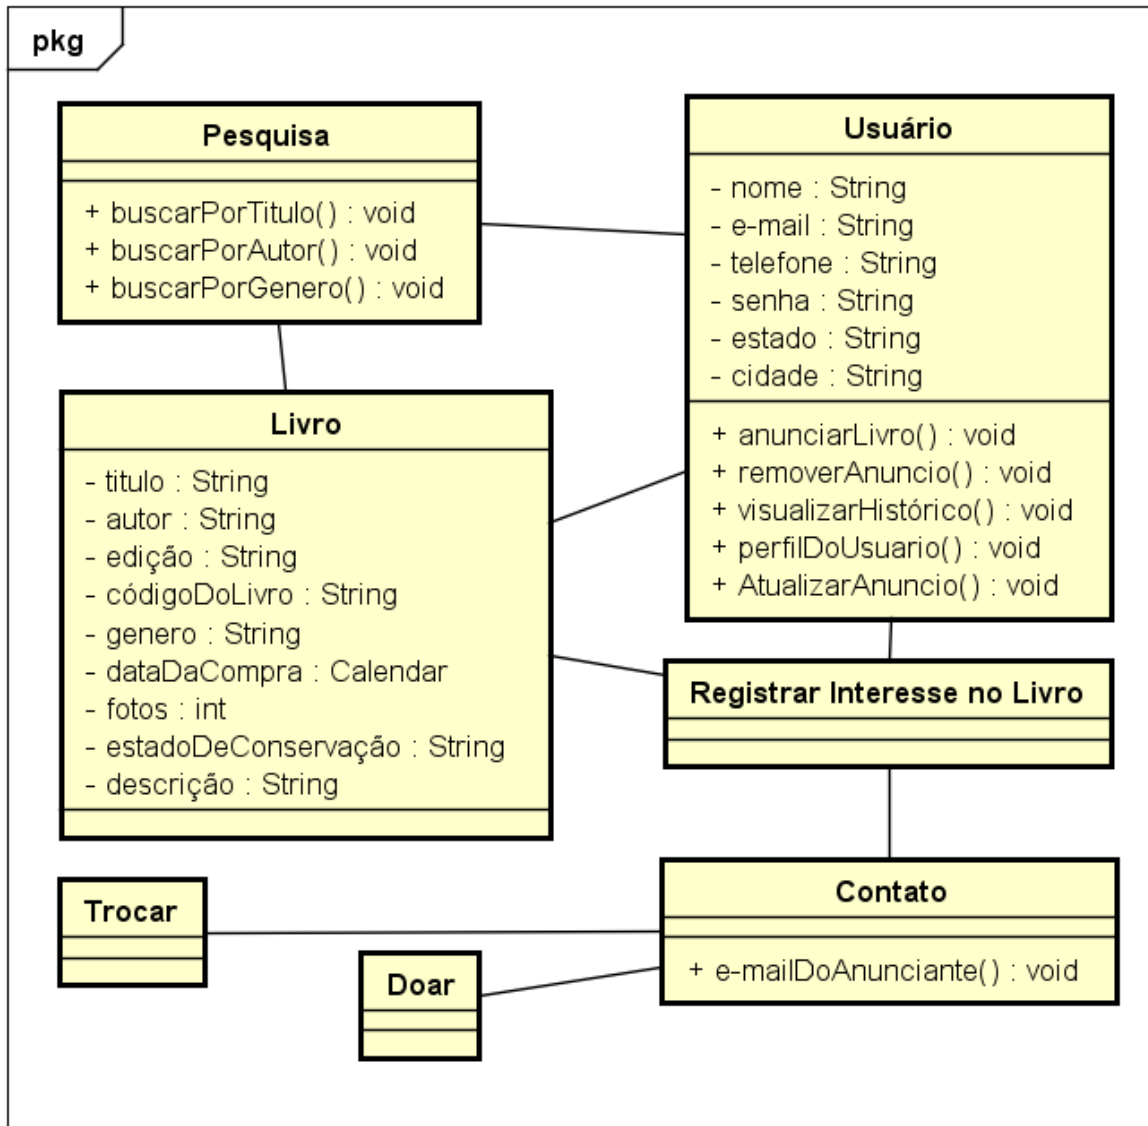 pkg
Pesquisa
+ buscarPorTitulo() : void
+ buscarPorAutor() : void
+ buscarPorGenero() : void
Usuário
- nome : String
- e-mail : String
- telefone : String
- senha : String
- estado : String
- cidade : String
+ anunciarLivro() : void
+ removerAnuncio() : void
+ visualizarHistórico() : void
+ perfilDoUsuario() : void
+ AtualizarAnuncio() : void
Livro
- titulo : String
- autor : String
- edição : String
- códigoDoLivro : String
- genero : String
- dataDaCompra : Calendar
- fotos : int
- estadoDeConservação : String
- descrição : String
Registrar Interesse no Livro
Contato
+ e-mailDoAnunciante() : void
Trocar
Doar